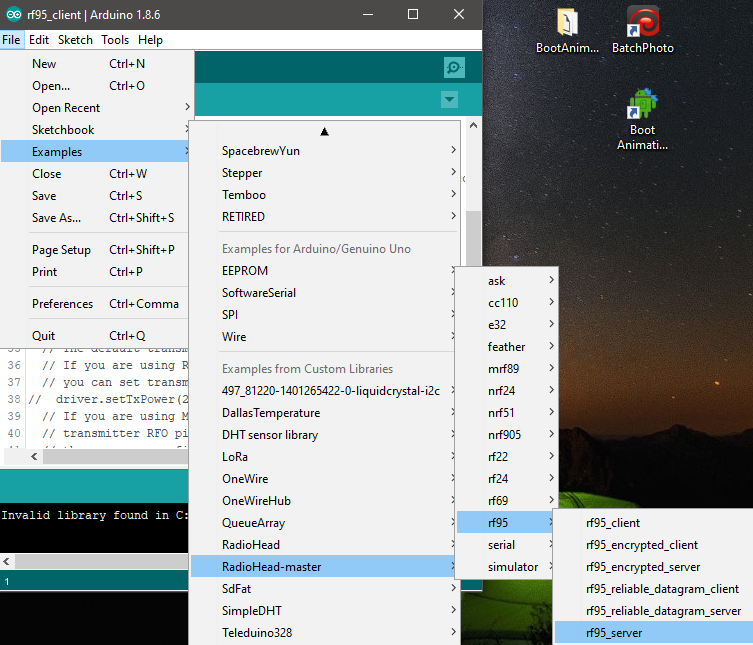 rf95_client | Arduino 1.8.6
File Edit Sketch Tools Help
New Ctrl+N
Open... Ctrl+O
Open Recent
Sketchbook
Examples
Close Ctrl+W
Save Ctrl+S
Save As... Ctrl+Shift+S
Page Setup Ctrl+Shift+P
Print Ctrl+P
Preferences Ctrl+Comma
Quit Ctrl+Q
SpacebrewYun
Stepper
Temboo
RETIRED
Examples for Arduino/Genuino Uno
EEPROM
SoftwareSerial
SPI
Wire
Examples from Custom Libraries
497_81220-1401265422-0-liquidcrystal-i2c
DallasTemperature
DHT sensor library
LoRa
OneWire
OneWireHub
QueueArray
RadioHead
RadioHead-master
SdFat
SimpleDHT
Teleduino328
ask
cc110
e32
feather
mrf89
nrf24
nrf51
nrf905
rf22
rf24
rf69
rf95
serial
simulator
rf95_client
rf95_encrypted_client
rf95_encrypted_server
rf95_reliable_datagram_client
rf95_reliable_datagram_server
rf95_server
35 // The default transm
36 // If you are using R
37 // you can set transm
38 // driver.setTxPower(2
39 // If you are using M
40 // transmitter RFO pi
Invalid library found in C:
1
BootAnim...
BatchPhoto
Boot
Animati...